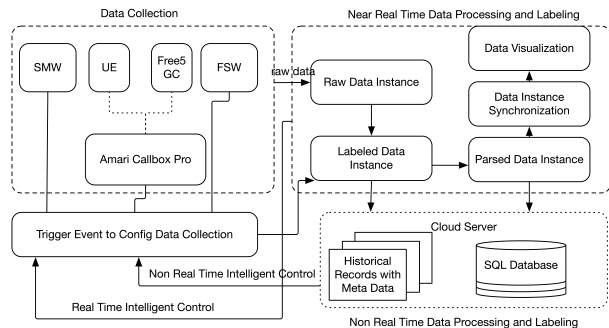 Data Collection
Near Real Time Data Processing and Labeling
SMW
UE
Free5
GC
FSW
raw data
Raw Data Instance
Data Visualization
Data Instance
Synchronization
Amari Callbox Pro
Labeled Data
Instance
Parsed Data Instance
Trigger Event to Config Data Collection
Cloud Server
Non Real Time Intelligent Control
Historical
Records with
Meta Data
SQL Database
Real Time Intelligent Control
Non Real Time Data Processing and Labeling